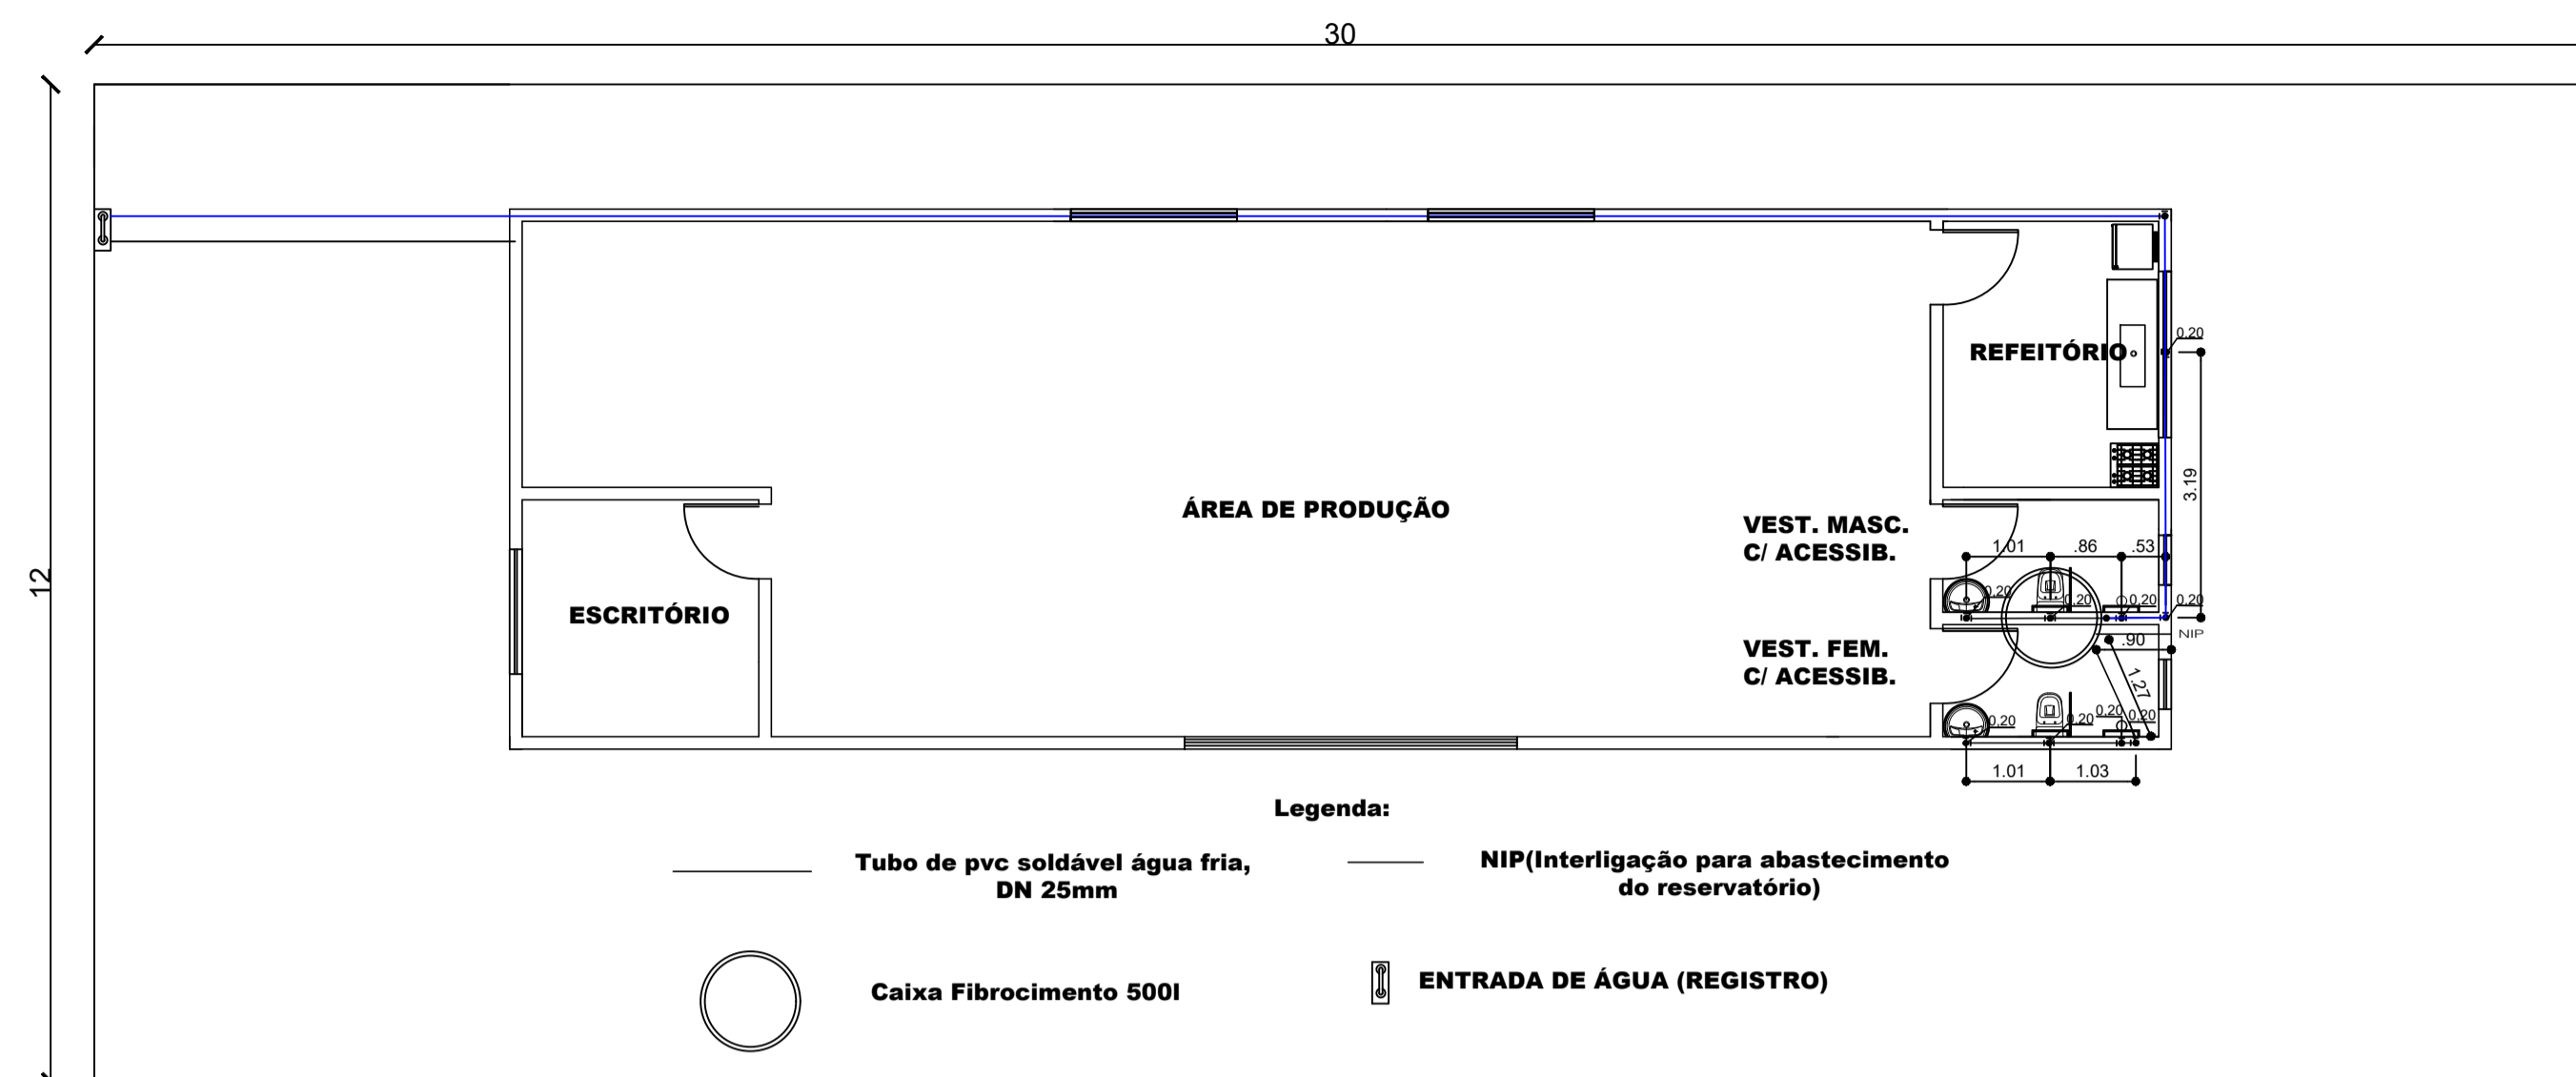 30
12
0.20
REFEITÓRIO
3.19
ÁREA DE PRODUÇÃO
VEST. MASC.
C/ ACESSIB.
1.01
.86
.53
0.20
0.20
0.20
0.20
ESCRITÓRIO
NIP
VEST. FEM.
C/ ACESSIB.
.90
1.27
0.20
0.20
0.20
0.20
1.01
1.03
Legenda:
Tubo de pvc soldável água fria,
DN 25mm
NIP(Interligação para abastecimento
do reservatório)
Caixa Fibrocimento 500l
ENTRADA DE ÁGUA (REGISTRO)